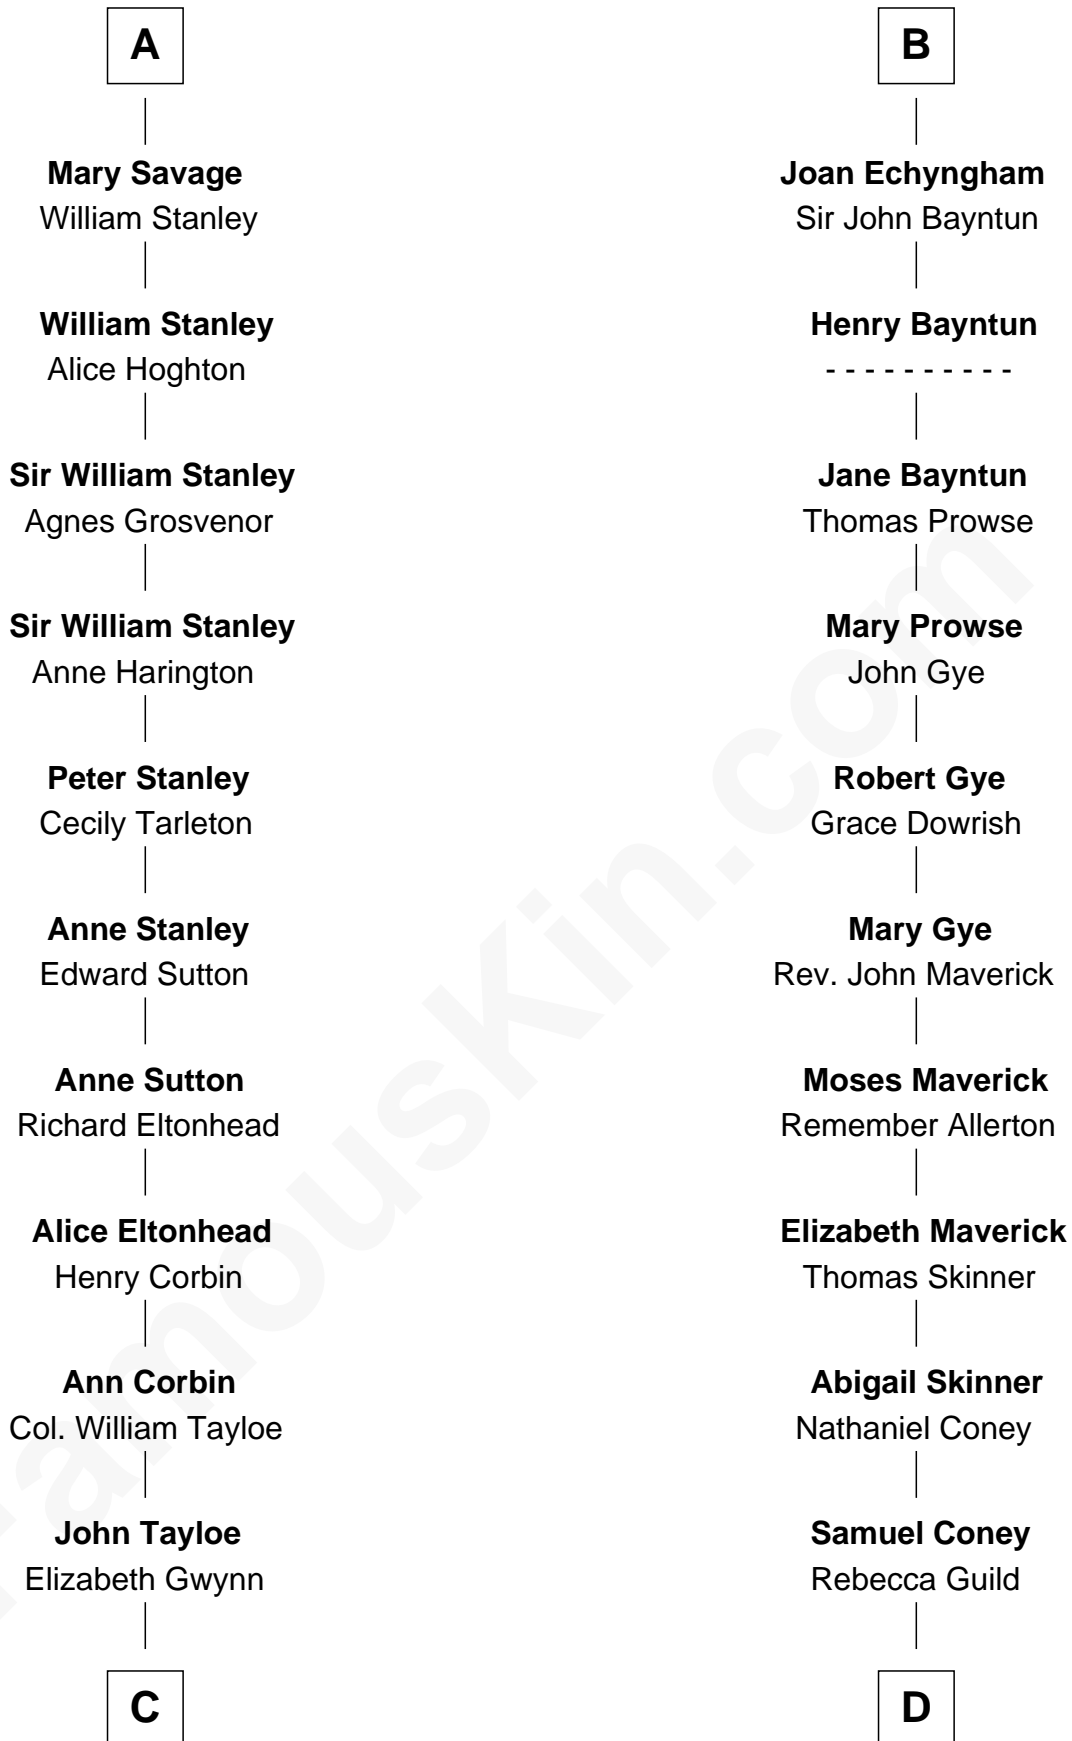 A
Mary Savage
William Stanley
William Stanley
Alice Hoghton
Sir William Stanley
Agnes Grosvenor
Sir William Stanley
Anne Harington
Peter Stanley
Cecily Tarleton
Anne Stanley
Edward Sutton
Anne Sutton
Richard Eltonhead
Alice Eltonhead
Henry Corbin
Ann Corbin
Col. William Tayloe
John Tayloe
Elizabeth Gwynn
C
B
Joan Echyngham
Sir John Bayntun
Henry Bayntun
- - - - - - - - - -
Jane Bayntun
Thomas Prowse
Mary Prowse
John Gye
Robert Gye
Grace Dowrish
Mary Gye
Rev. John Maverick
Moses Maverick
Remember Allerton
Elizabeth Maverick
Thomas Skinner
Abigail Skinner
Nathaniel Coney
Samuel Coney
Rebecca Guild
D
FamousKin.com